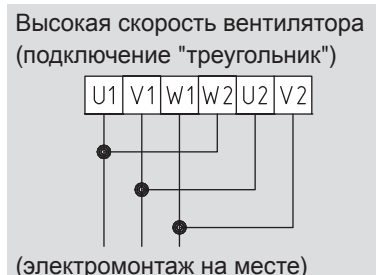 Высокая скорость вентилятора
(подключение "треугольник")
U1 V1 W1 W2 U2 V2
(электромонтаж на месте)